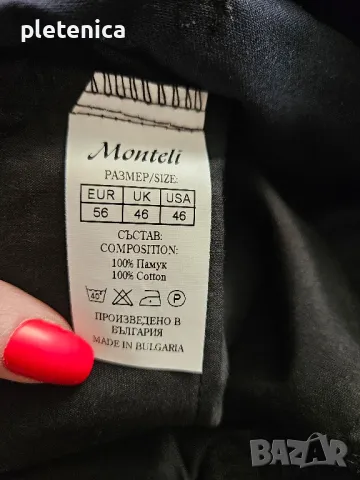 pletenica
Monteli
РАЗМЕР/SIZE:
EUR UK USA
56 46 46
СЪСТАВ:
COMPOSITION:
100% Памук
100% Cotton
40° P
ПРОИЗВЕДЕНО В
БЪЛГАРИЯ
MADE IN BULGARIA
BAZAR